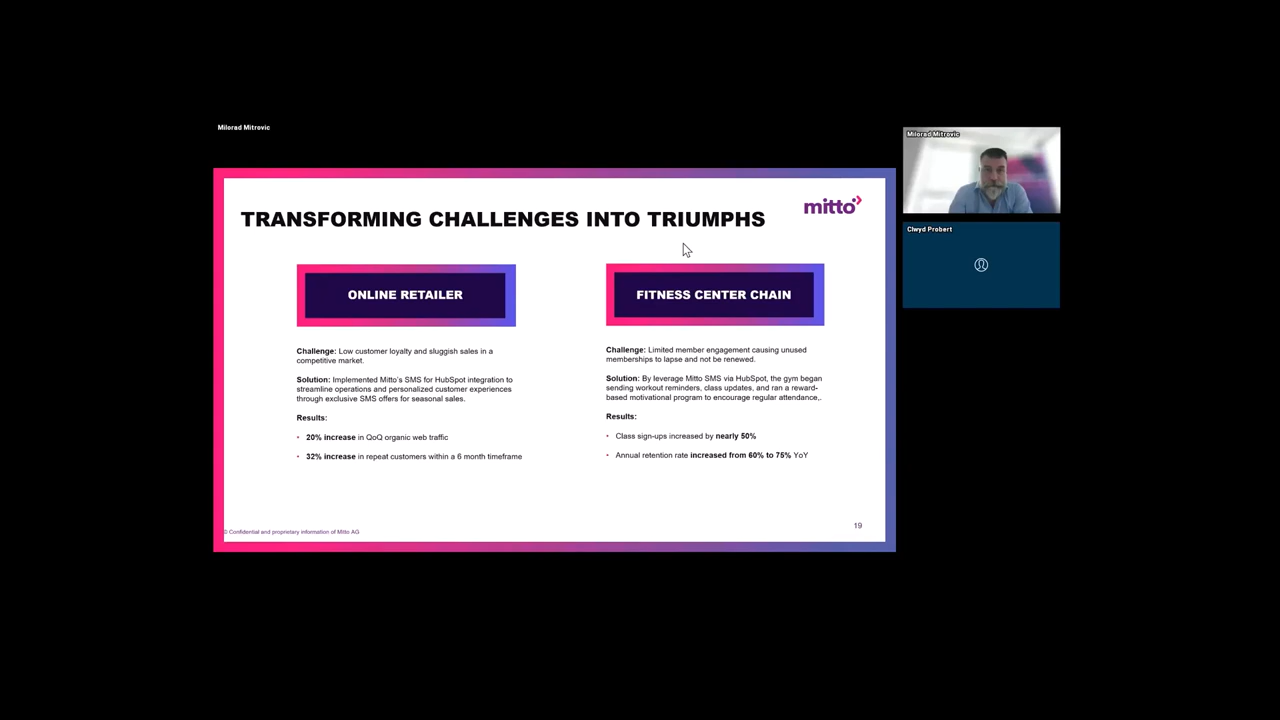 Milorad Mitrovic
Milorad Mitrovic
Clwyd Probert
mitto
TRANSFORMING CHALLENGES INTO TRIUMPHS
ONLINE RETAILER
Challenge: Low customer loyalty and sluggish sales in a
competitive market.
Solution: Implemented Mitto's SMS for HubSpot integration to
streamline operations and personalized customer experiences
through exclusive SMS offers for seasonal sales.
Results:
• 20% increase in QoQ organic web traffic
• 32% increase in repeat customers within a 6 month timeframe
FITNESS CENTER CHAIN
Challenge: Limited member engagement causing unused
memberships to lapse and not be renewed.
Solution: By leverage Mitto SMS via HubSpot, the gym began
sending workout reminders, class updates, and ran a reward-
based motivational program to encourage regular attendance,.
Results:
• Class sign-ups increased by nearly 50%
• Annual retention rate increased from 60% to 75% YoY
© Confidential and proprietary information of Mitto AG
19